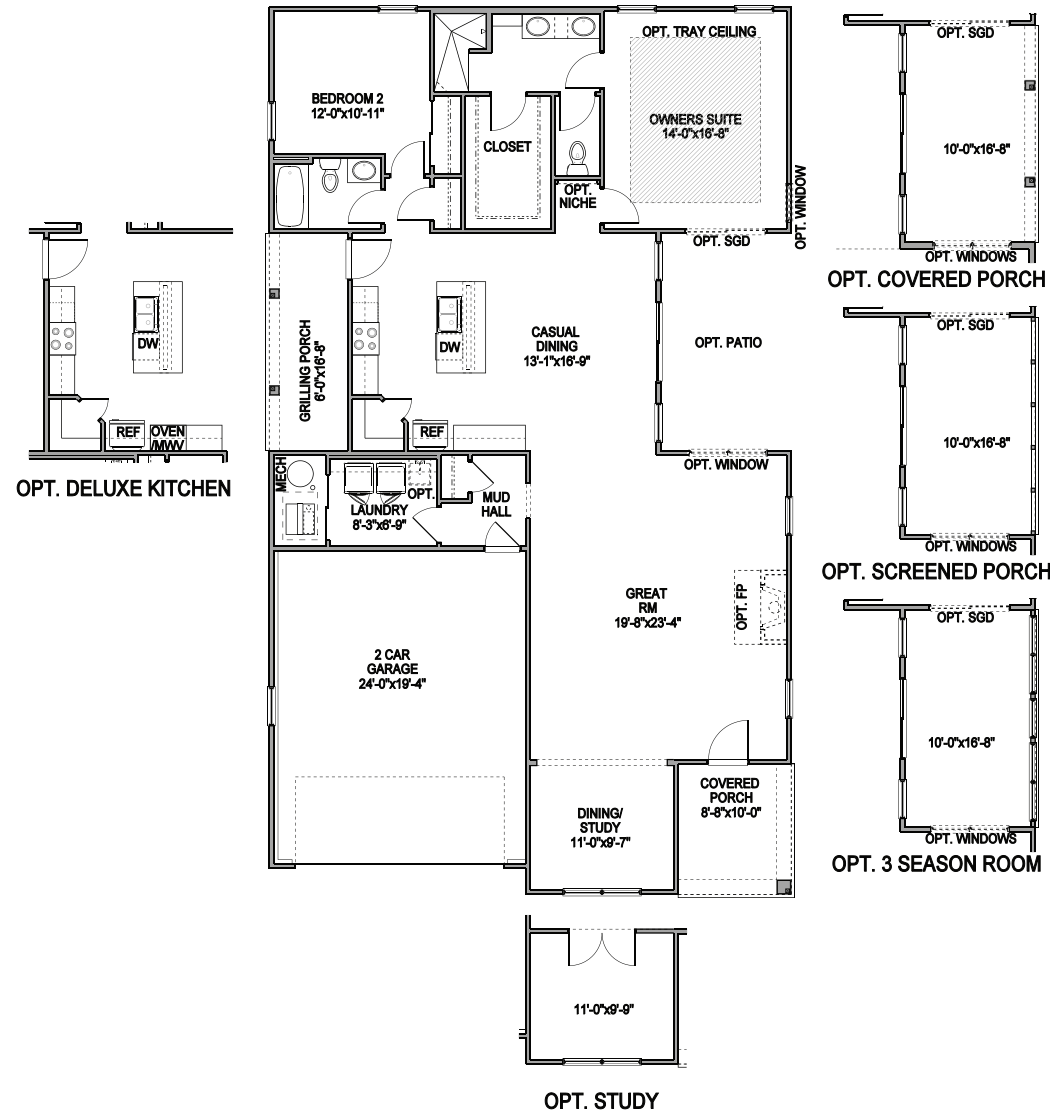 OPT. TRAY CEILING
BEDROOM 2
12'-0"x10'-11"
OWNERS SUITE
14'-0"x16'-8"
CLOSET
OPT.
NICHE
OPT. WINDOW
OPT. SGD
GRILLING PORCH
6'-0"x16'-8"
DW
CASUAL
DINING
13'-1"x16'-9"
OPT. PATIO
REF
OPT. WINDOW
MECH
OPT.
LAUNDRY
8'-3"x6'-9"
MUD
HALL
GREAT
RM
19'-8"x23'-4"
OPT. FP
2 CAR
GARAGE
24'-0"x19'-4"
DINING/
STUDY
11'-0"x9'-7"
COVERED
PORCH
8'-8"x10'-0"
DW
REF
OVEN
/MWV
OPT. DELUXE KITCHEN
OPT. SGD
10'-0"x16'-8"
OPT. WINDOWS
OPT. COVERED PORCH
OPT. SGD
10'-0"x16'-8"
OPT. WINDOWS
OPT. SCREENED PORCH
OPT. SGD
10'-0"x16'-8"
OPT. WINDOWS
OPT. 3 SEASON ROOM
11'-0"x9'-9"
OPT. STUDY